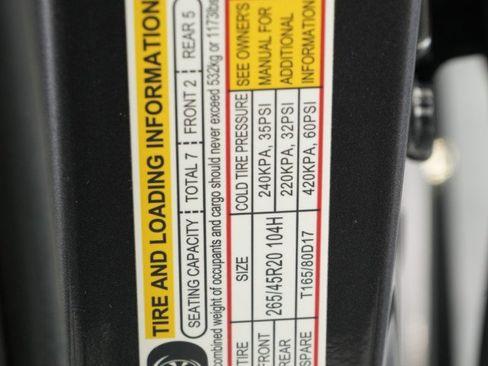 TIRE AND LOADING INFORMATION
SEATING CAPACITY TOTAL 7 FRONT 2 REAR 5
combined weight of occupants and cargo should never exceed 532kg or 1173lbs
TIRE SIZE COLD TIRE PRESSURE
FRONT 265/45R20 104H 240KPA, 35PSI
REAR 220KPA, 32PSI
SPARE T165/80D17 420KPA, 60PSI
SEE OWNER'S
MANUAL FOR
ADDITIONAL
INFORMATION